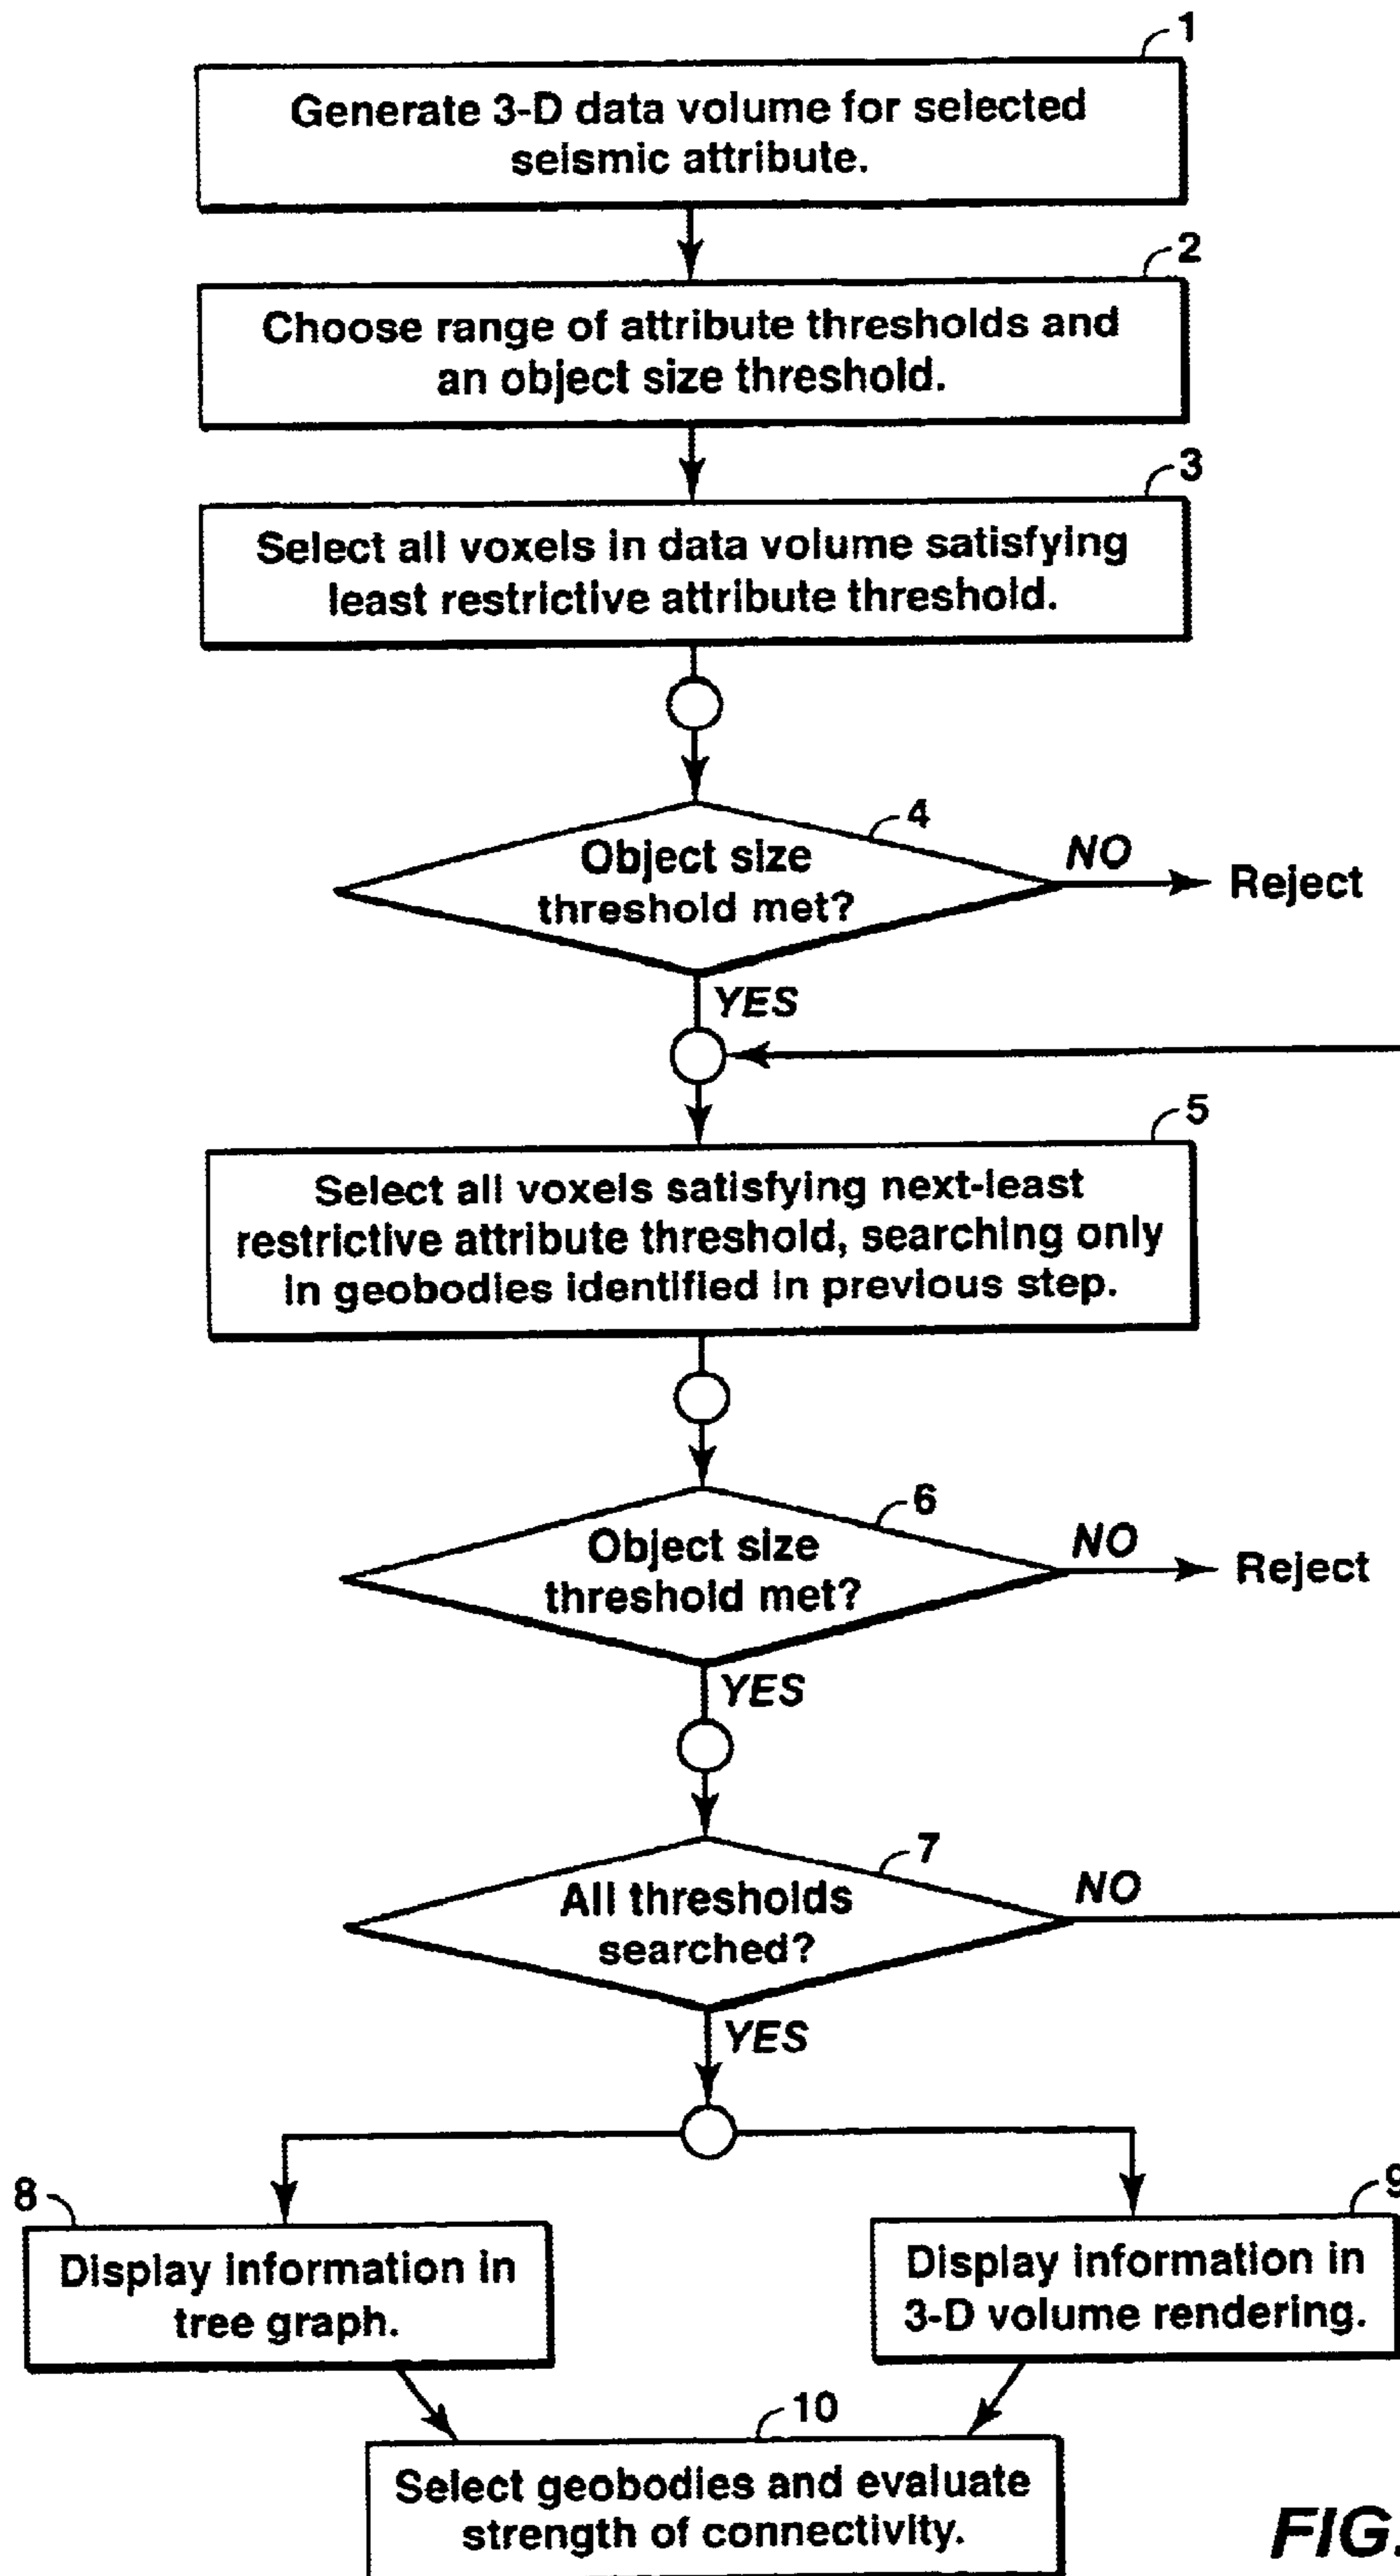 1
Generate 3-D data volume for selected
seismic attribute.
2
Choose range of attribute thresholds and
an object size threshold.
3
Select all voxels in data volume satisfying
least restrictive attribute threshold.
4
Object size
threshold met?
NO
Reject
YES
5
Select all voxels satisfying next-least
restrictive attribute threshold, searching only
in geobodies identified in previous step.
6
Object size
threshold met?
NO
Reject
YES
7
All thresholds
searched?
NO
YES
8
Display information in
tree graph.
9
Display information in
3-D volume rendering.
10
Select geobodies and evaluate
strength of connectivity.
FIG.